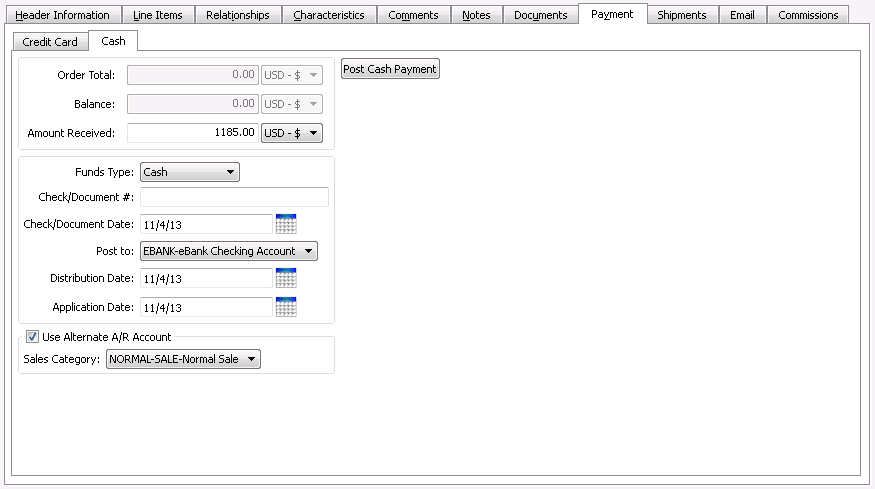 Header Information Line Items Relationships Characteristics Comments Notes Documents Payment Shipments Email Commissions
Credit Card Cash
Order Total: 0.00 USD - $ Post Cash Payment
Balance: 0.00 USD - $
Amount Received: 1185.00 USD - $
Funds Type: Cash
Check/Document #:
Check/Document Date: 11/4/13
Post to: EBANK-eBank Checking Account
Distribution Date: 11/4/13
Application Date: 11/4/13
Use Alternate A/R Account
Sales Category: NORMAL-SALE-Normal Sale